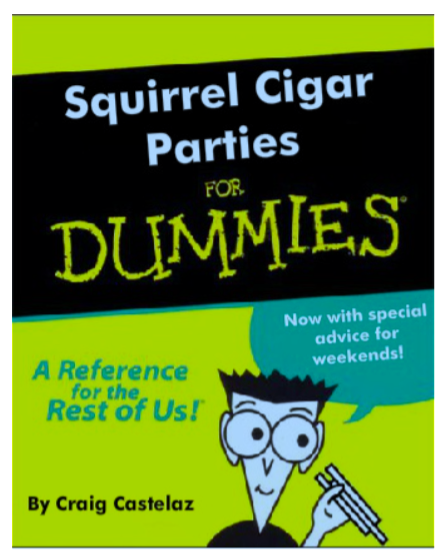 Squirrel Cigar
Parties
FOR
DUMMIES®
Now with special
advice for
weekends!
A Reference
for the
Rest of Us!™
By Craig Castelaz